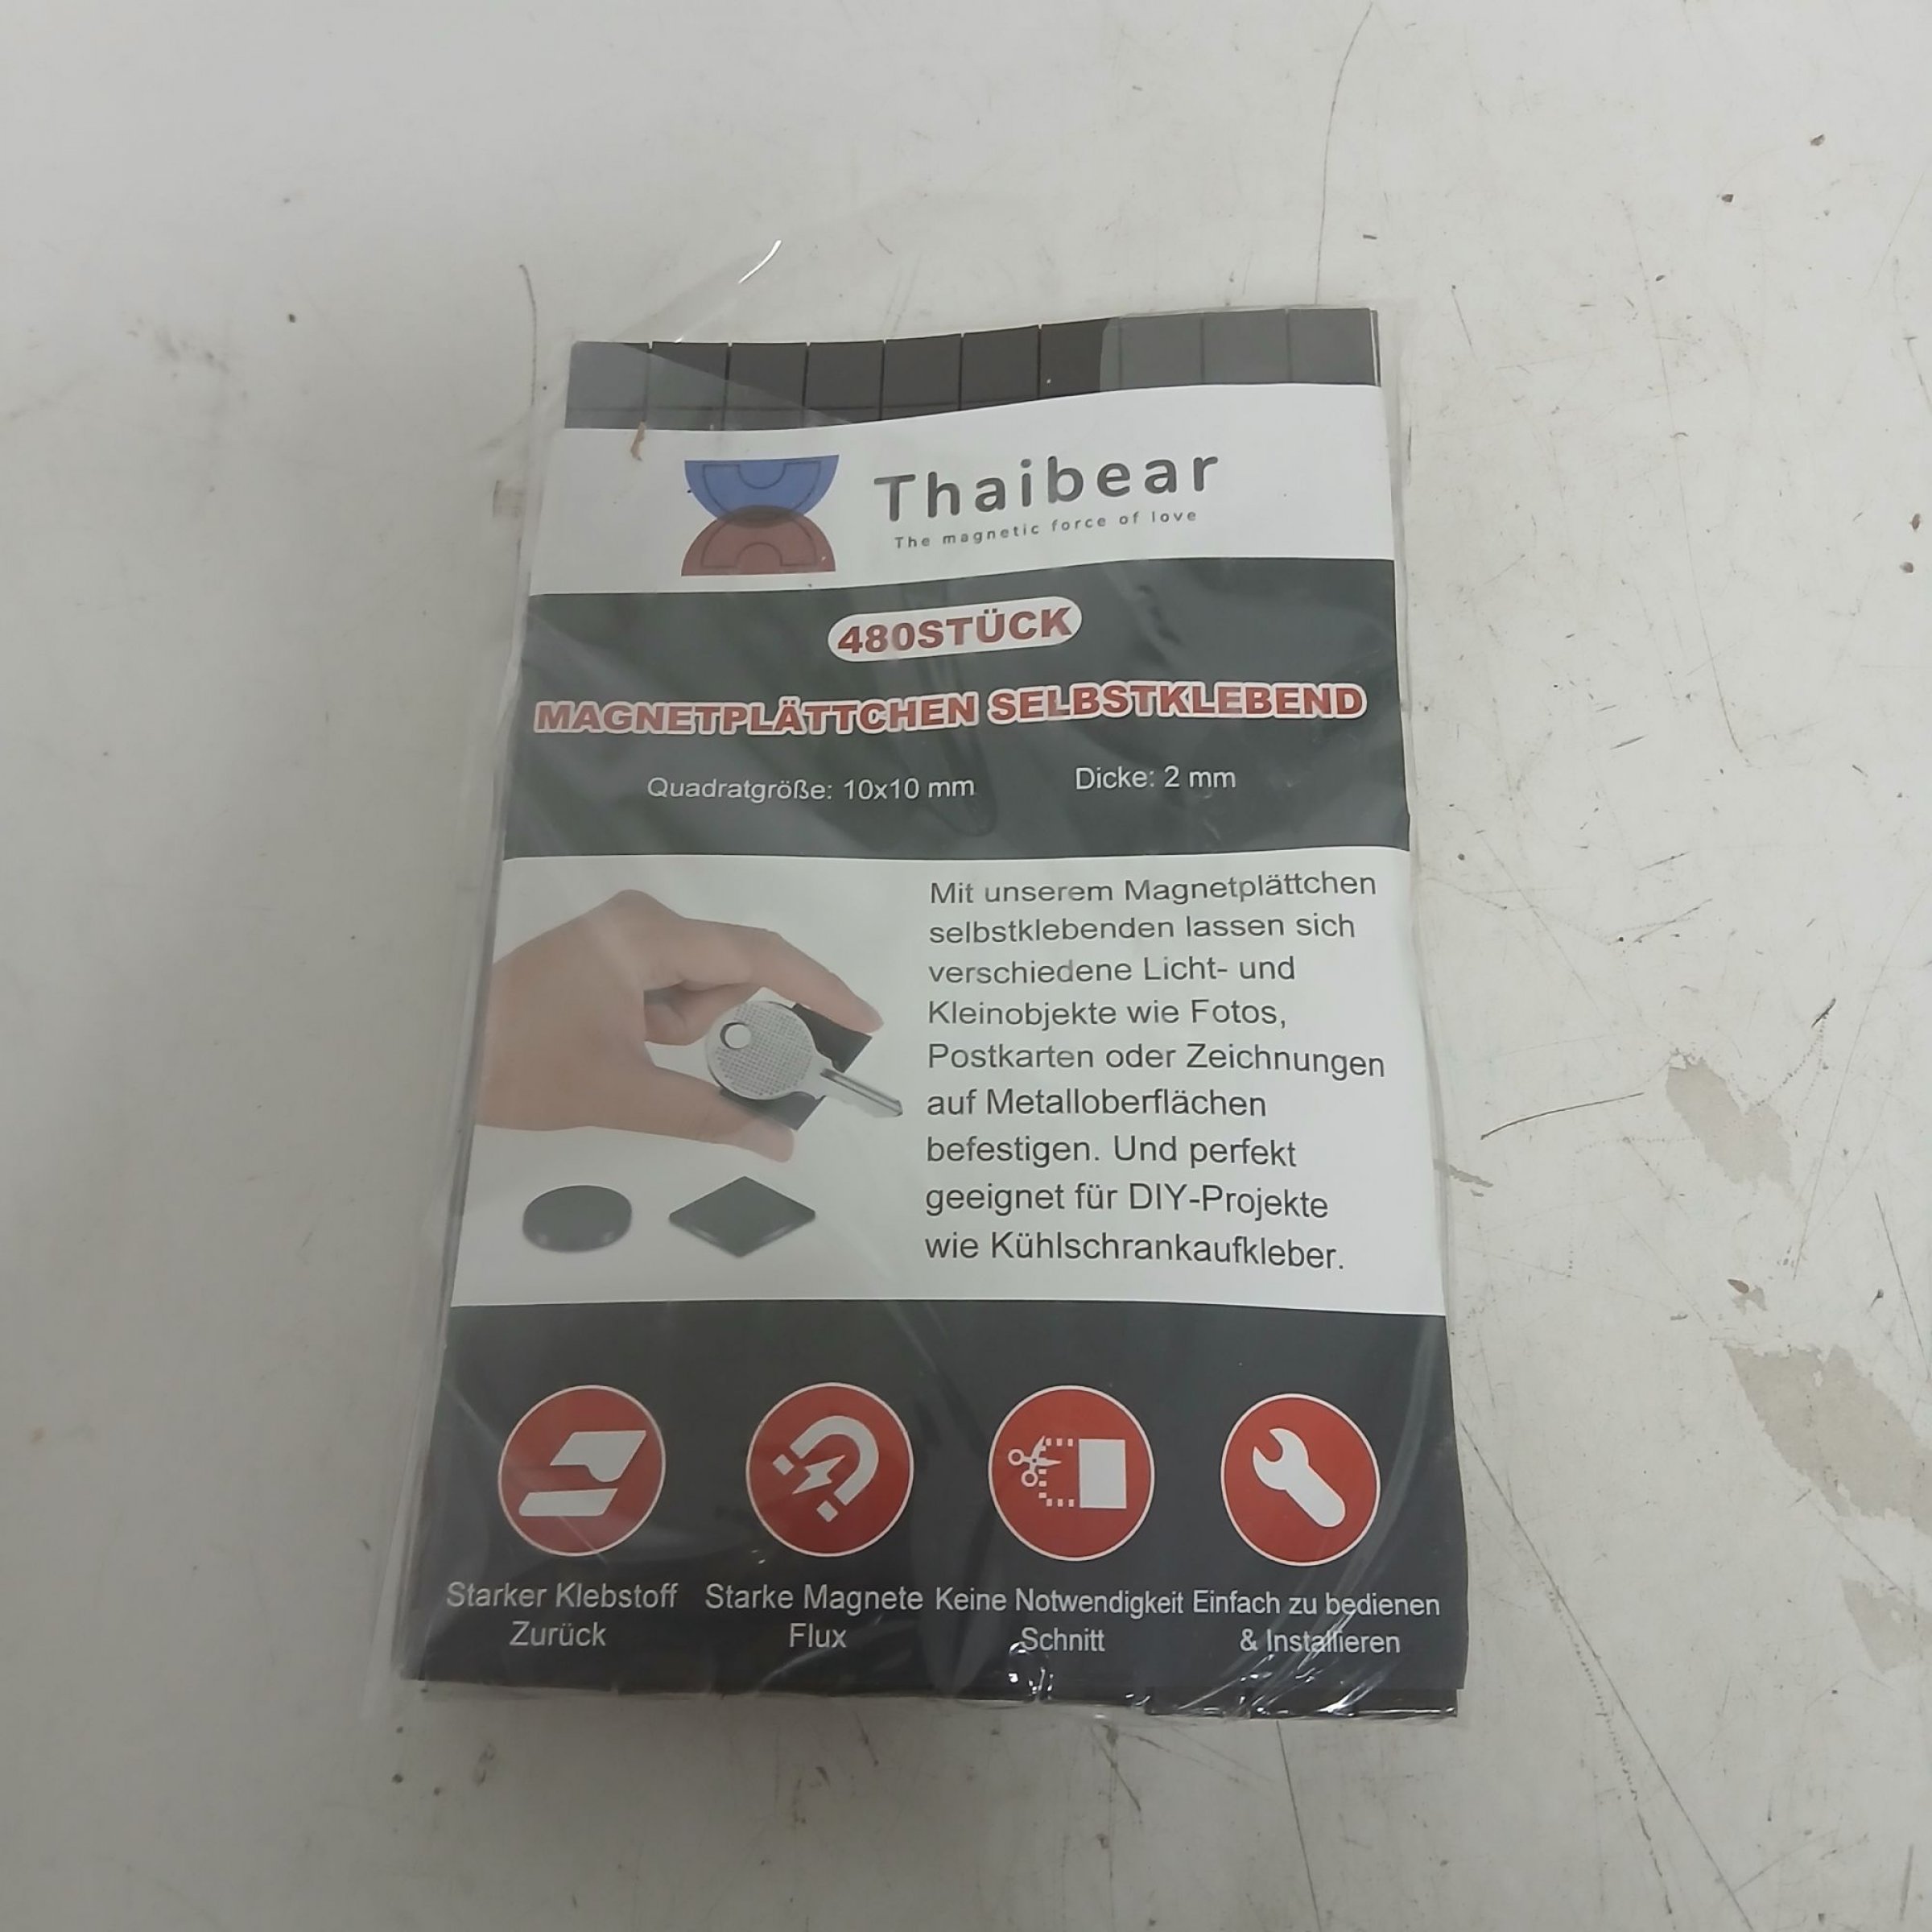 Thaibear
The magnetic force of love
480STÜCK
MAGNETPLÄTTCHEN SELBSTKLEBEND
Quadratgröße: 10x10 mm
Dicke: 2 mm
Mit unserem Magnetplättchen
selbstklebenden lassen sich
verschiedene Licht- und
Kleinobjekte wie Fotos,
Postkarten oder Zeichnungen
auf Metalloberflächen
befestigen. Und perfekt
geeignet für DIY-Projekte
wie Kühlschrankaufkleber.
Starker Klebstoff
Zurück
Starke Magnete
Flux
Keine Notwendigkeit
Schnitt
Einfach zu bedienen
& Installieren